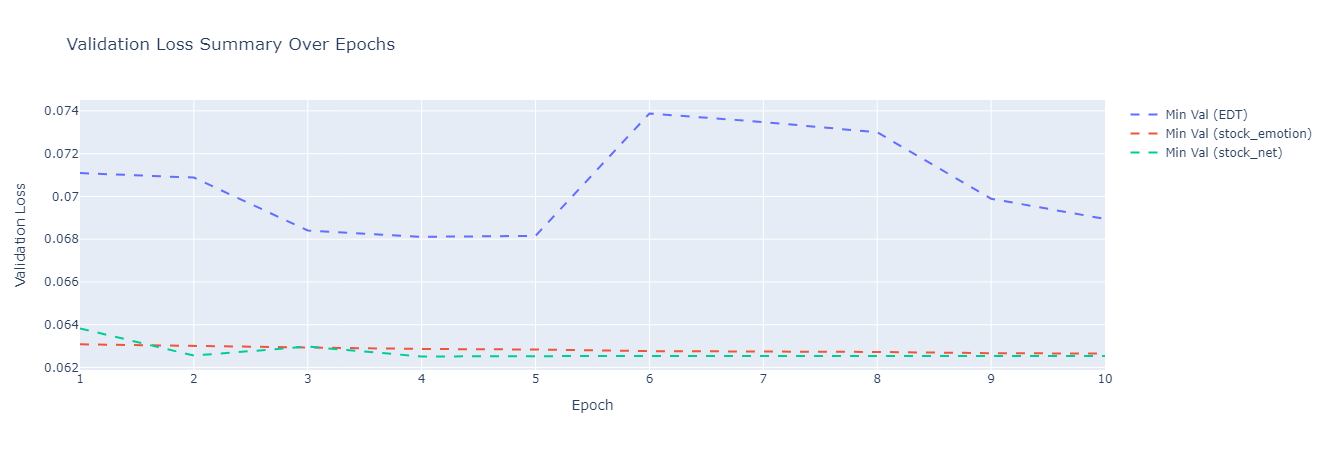 Validation Loss Summary Over Epochs
Min Val (EDT)
Min Val (stock_emotion)
Min Val (stock_net)
Validation Loss
0.074
0.072
0.07
0.068
0.066
0.064
0.062
1 2 3 4 5 6 7 8 9 10
Epoch